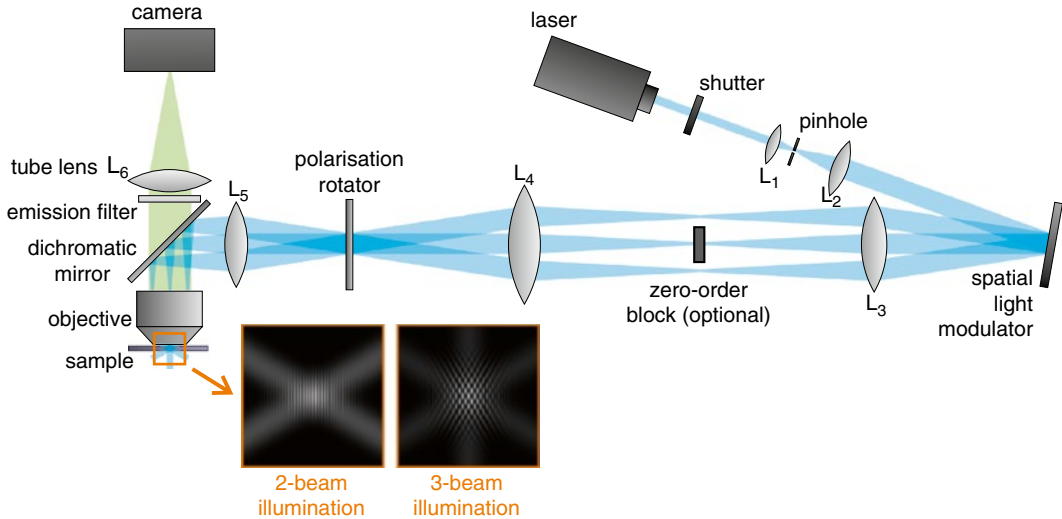 camera
laser
shutter
pinhole
L1
L2
tube lens L6
emission filter
dichromatic
mirror
L5
polarisation
rotator
L4
zero-order
block (optional)
L3
spatial
light
modulator
objective
sample
2-beam
illumination
3-beam
illumination